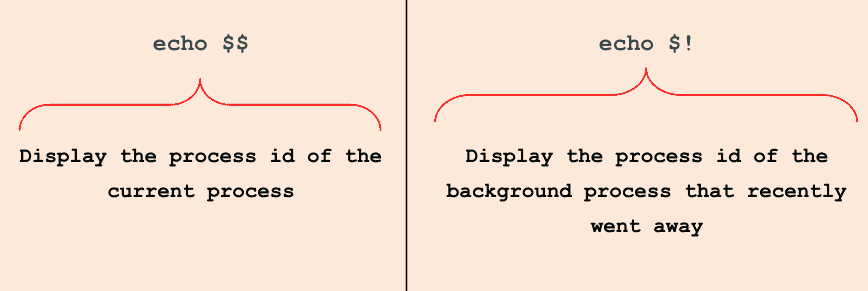 echo $$
Display the process id of the
current process
echo $!
Display the process id of the
background process that recently
went away